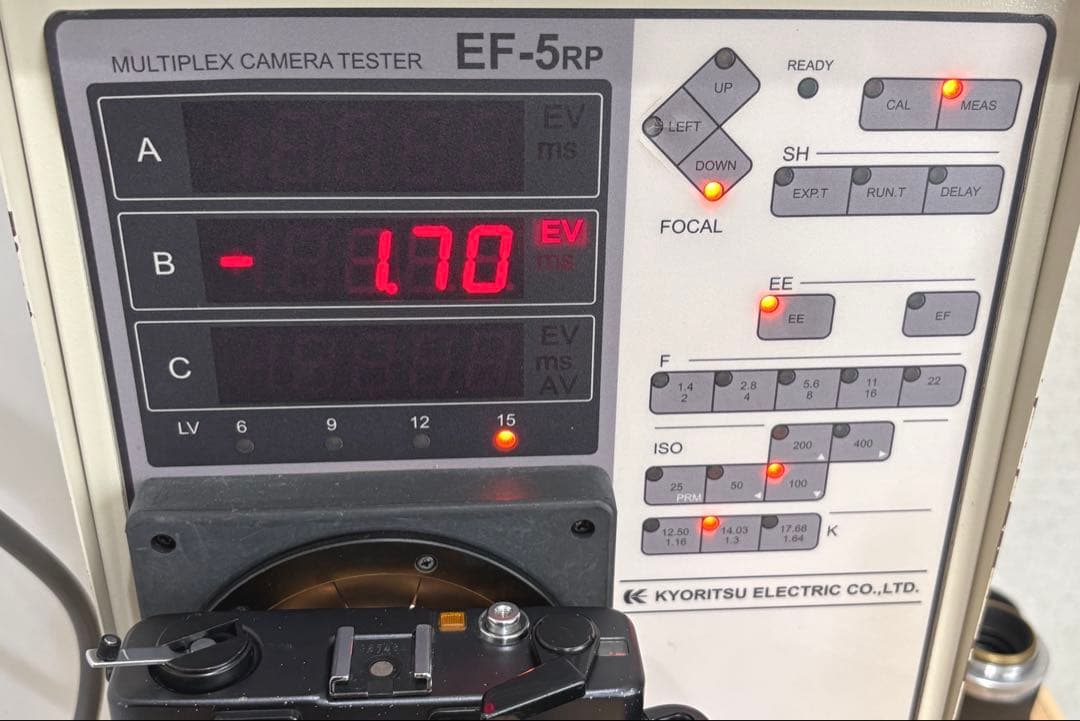 MULTIPLEX CAMERA TESTER EF-5RP
A EV
ms
B - 1.70 EV
ms
C EV
ms
AV
LV 6 9 12 15
UP
LEFT
DOWN
FOCAL
READY
CAL MEAS
SH
EXP.T RUN.T DELAY
EE
EE EF
F
1.4 2.8 5.6 11 22
2 4 8 16
ISO
200 400
25 50 100
PRM
12.50 14.03 17.68 K
1.16 1.3 1.64
KYORITSU ELECTRIC CO.,LTD.